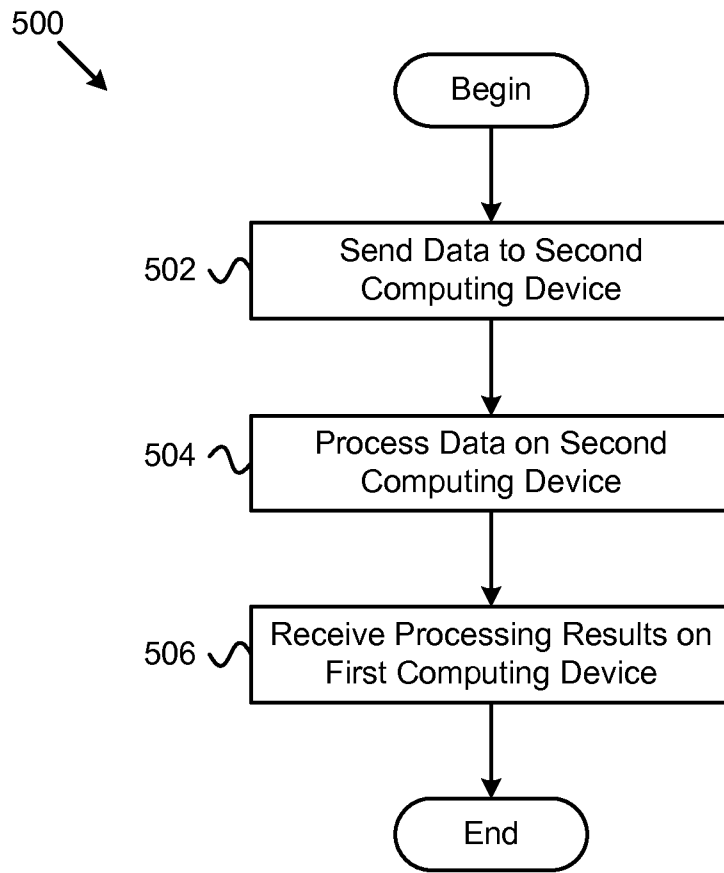 500
Begin
502
Send Data to Second
Computing Device
504
Process Data on Second
Computing Device
506
Receive Processing Results on
First Computing Device
End